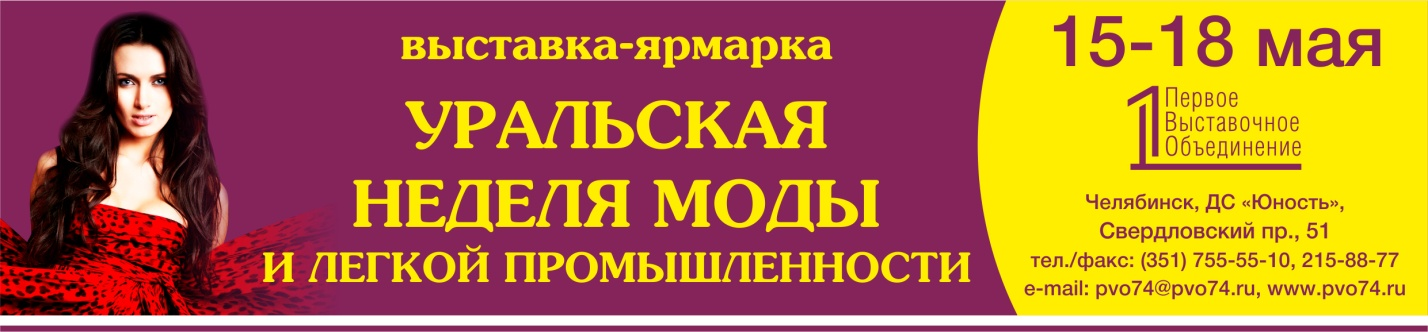 выставка-ярмарка
УРАЛЬСКАЯ
НЕДЕЛЯ МОДЫ
И ЛЕГКОЙ ПРОМЫШЛЕННОСТИ
15-18 мая
1 Первое
Выставочное
Объединение
Челябинск, ДС «Юность»,
Свердловский пр., 51
тел./факс: (351) 755-55-10, 215-88-77
e-mail: pvo74@pvo74.ru, www.pvo74.ru